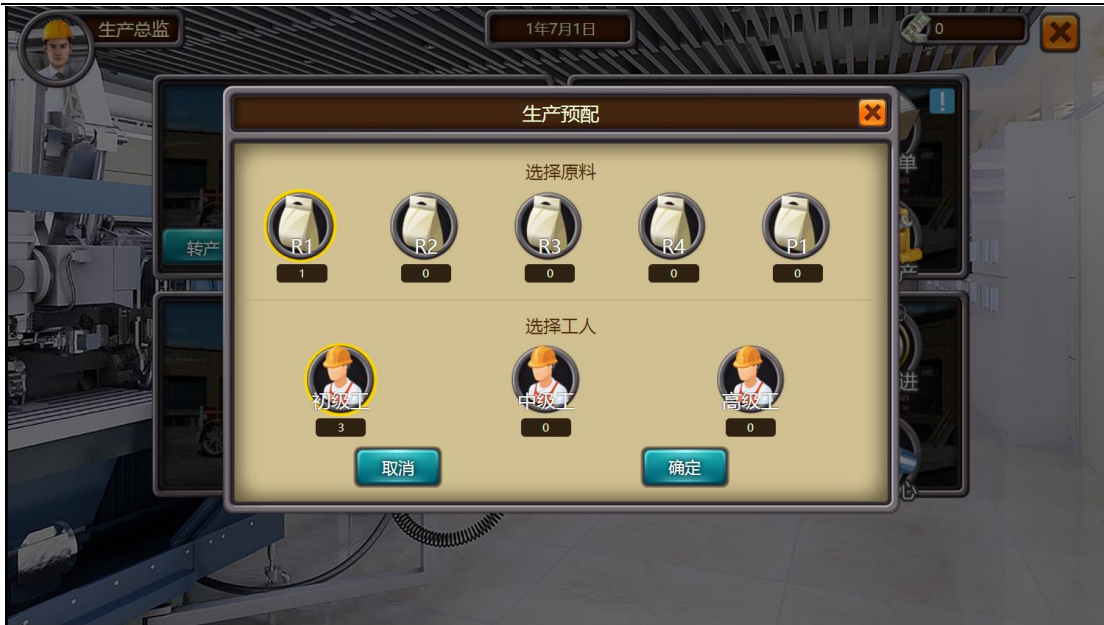 生产总监
1年7月1日
0
生产预配
!
选择原料
单
R1
R2
R3
R4
P1
转产
产
1
0
0
0
0
选择工人
进
初级工
中级工
高级工
3
0
0
取消
确定
心